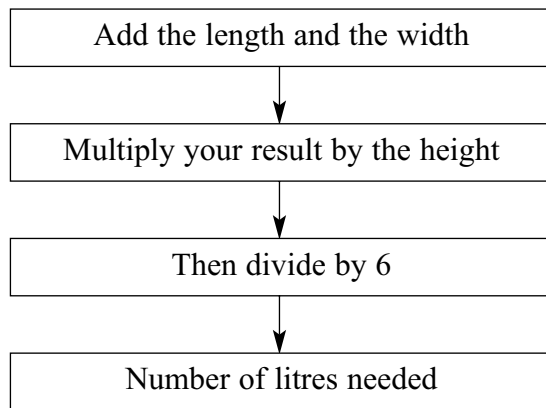 Add the length and the width
Multiply your result by the height
Then divide by 6
Number of litres needed